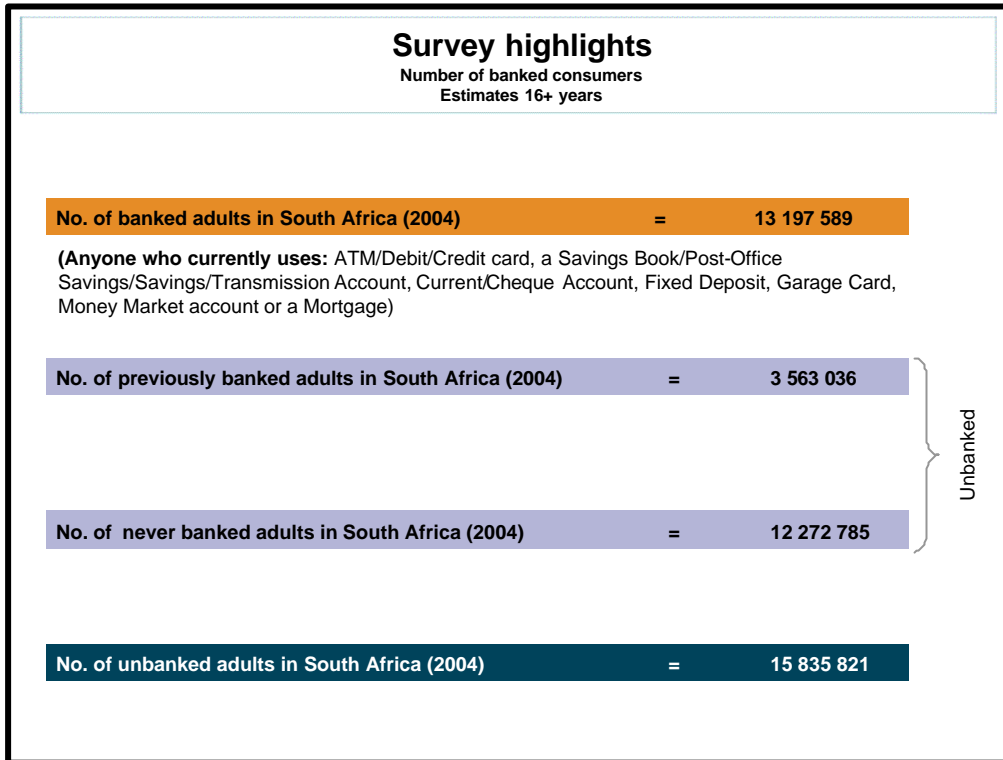 Survey highlights
Number of banked consumers
Estimates 16+ years
No. of banked adults in South Africa (2004) = 13 197 589
(Anyone who currently uses: ATM/Debit/Credit card, a Savings Book/Post-Office
Savings/Savings/Transmission Account, Current/Cheque Account, Fixed Deposit, Garage Card,
Money Market account or a Mortgage)
No. of previously banked adults in South Africa (2004) = 3 563 036
Unbanked
No. of never banked adults in South Africa (2004) = 12 272 785
No. of unbanked adults in South Africa (2004) = 15 835 821